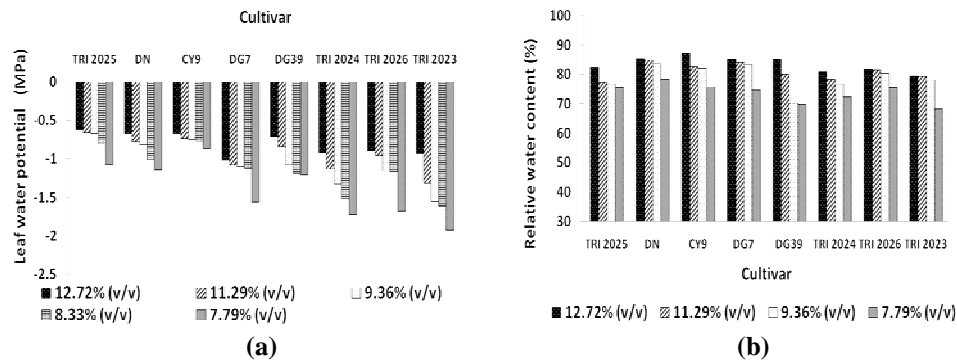 Cultivar
TRI 2025 DN CY9 DG7 DG39 TRI 2024 TRI 2026 TRI 2023
Leaf water potential (MPa)
0
-0.5
-1
-1.5
-2
-2.5
12.72% (v/v) 11.29% (v/v) 9.36% (v/v)
8.33% (v/v) 7.79% (v/v)
(a)
Relative water content (%)
100
90
80
70
60
50
40
30
TRI 2025 DN CY9 DG7 DG39 TRI 2024 TRI 2026 TRI 2023
Cultivar
12.72% (v/v) 11.29% (v/v) 9.36% (v/v) 7.79% (v/v)
(b)